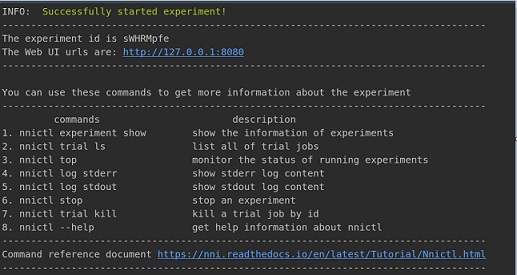 INFO:  Successfully started experiment!
--------------------------------------------------------------------------------
The experiment id is sWHRMpfe
The Web UI urls are: http://127.0.0.1:8080
--------------------------------------------------------------------------------
You can use these commands to get more information about the experiment
--------------------------------------------------------------------------------
commands                       description
1. nnictl experiment show        show the information of experiments
2. nnictl trial ls               list all of trial jobs
3. nnictl top                    monitor the status of running experiments
4. nnictl log stderr             show stderr log content
5. nnictl log stdout             show stdout log content
6. nnictl stop                   stop an experiment
7. nnictl trial kill             kill a trial job by id
8. nnictl --help                 get help information about nnictl
--------------------------------------------------------------------------------
Command reference document https://nni.readthedocs.io/en/latest/Tutorial/Nnictl.html
--------------------------------------------------------------------------------